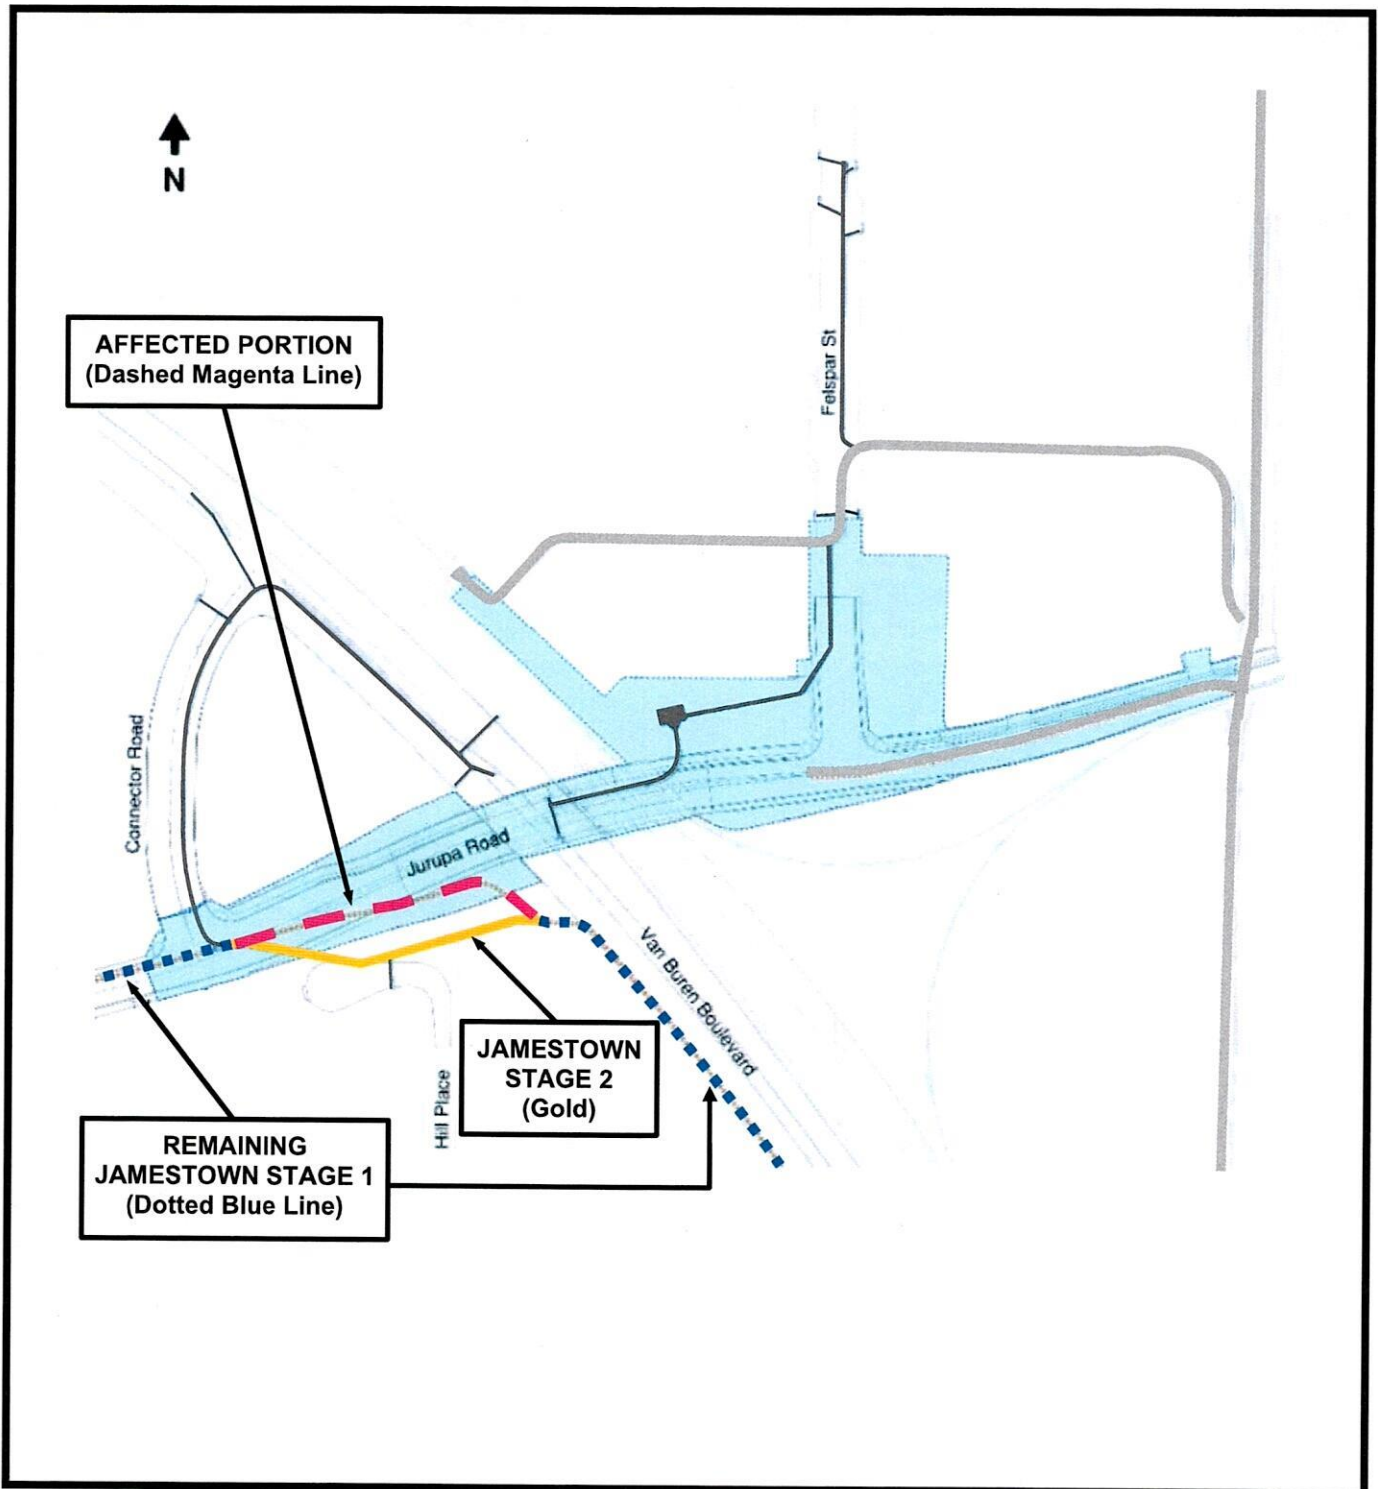 N
Felspar St
AFFECTED PORTION
(Dashed Magenta Line)
Connector Road
Jurupa Road
Van Buren Boulevard
JAMESTOWN
STAGE 2
(Gold)
Hill Place
REMAINING
JAMESTOWN STAGE 1
(Dotted Blue Line)